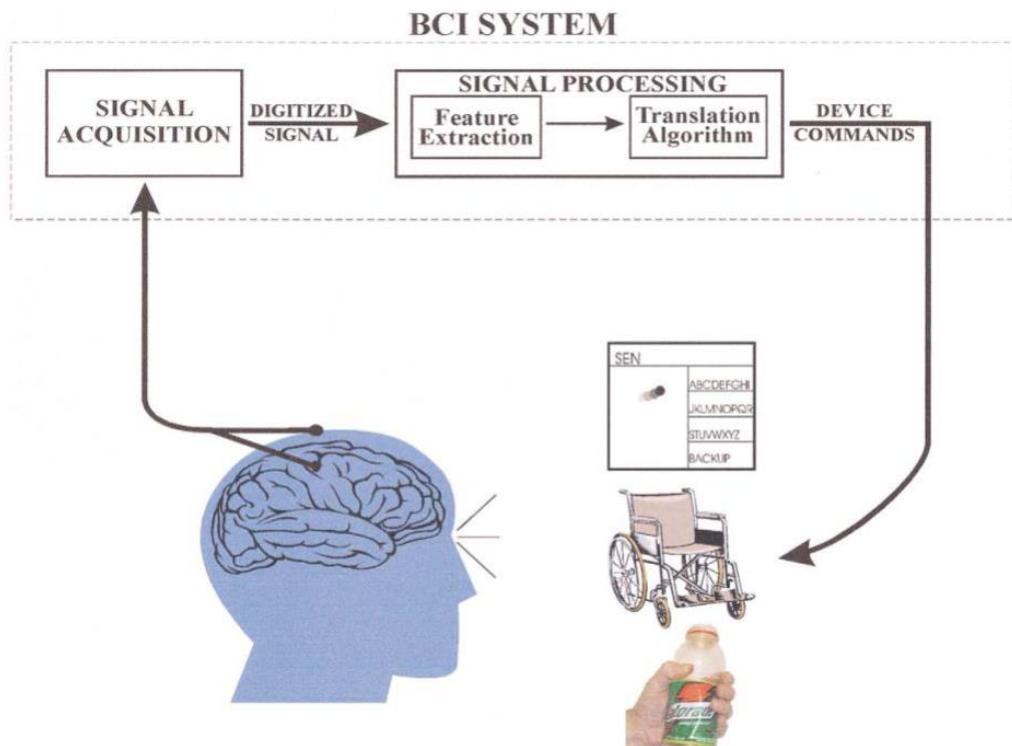 BCI SYSTEM
SIGNAL
ACQUISITION
DIGITIZED
SIGNAL
SIGNAL PROCESSING
Feature
Extraction
Translation
Algorithm
DEVICE
COMMANDS
SEN
ABCDEFGHI
JKLMNOPQR
STUVWXYZ
BACKUP